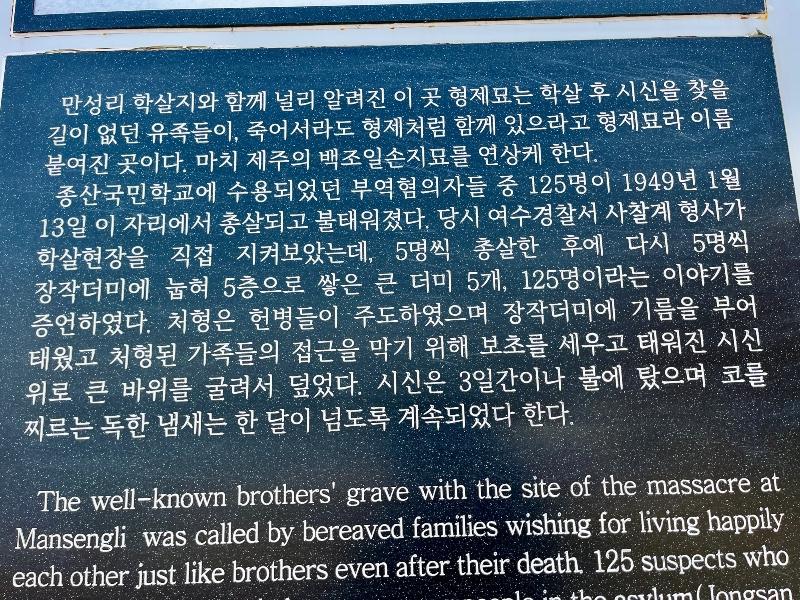 만성리 학살지와 함께 널리 알려진 이 곳 형제묘는 학살 후 시신을 찾을
길이 없던 유족들이, 죽어서라도 형제처럼 함께 있으라고 형제묘라 이름
붙여진 곳이다. 마치 제주의 백조일손지묘를 연상케 한다.
종산국민학교에 수용되었던 부역혐의자들 중 125명이 1949년 1월
13일 이 자리에서 총살되고 불태워졌다. 당시 여수경찰서 사찰계 형사가
학살현장을 직접 지켜보았는데, 5명씩 총살한 후에 다시 5명씩
장작더미에 눕혀 5층으로 쌓은 큰 더미 5개, 125명이라는 이야기를
증언하였다. 처형은 헌병들이 주도하였으며 장작더미에 기름을 부어
태웠고 처형된 가족들의 접근을 막기 위해 보초를 세우고 태워진 시신
위로 큰 바위를 굴려서 덮었다. 시신은 3일간이나 불에 탔으며 코를
찌르는 독한 냄새는 한 달이 넘도록 계속되었다 한다.
The well-known brothers' grave with the site of the massacre at
Mansengli was called by bereaved families wishing for living happily
each other just like brothers even after their death. 125 suspects who
in the asylum(Jongsan